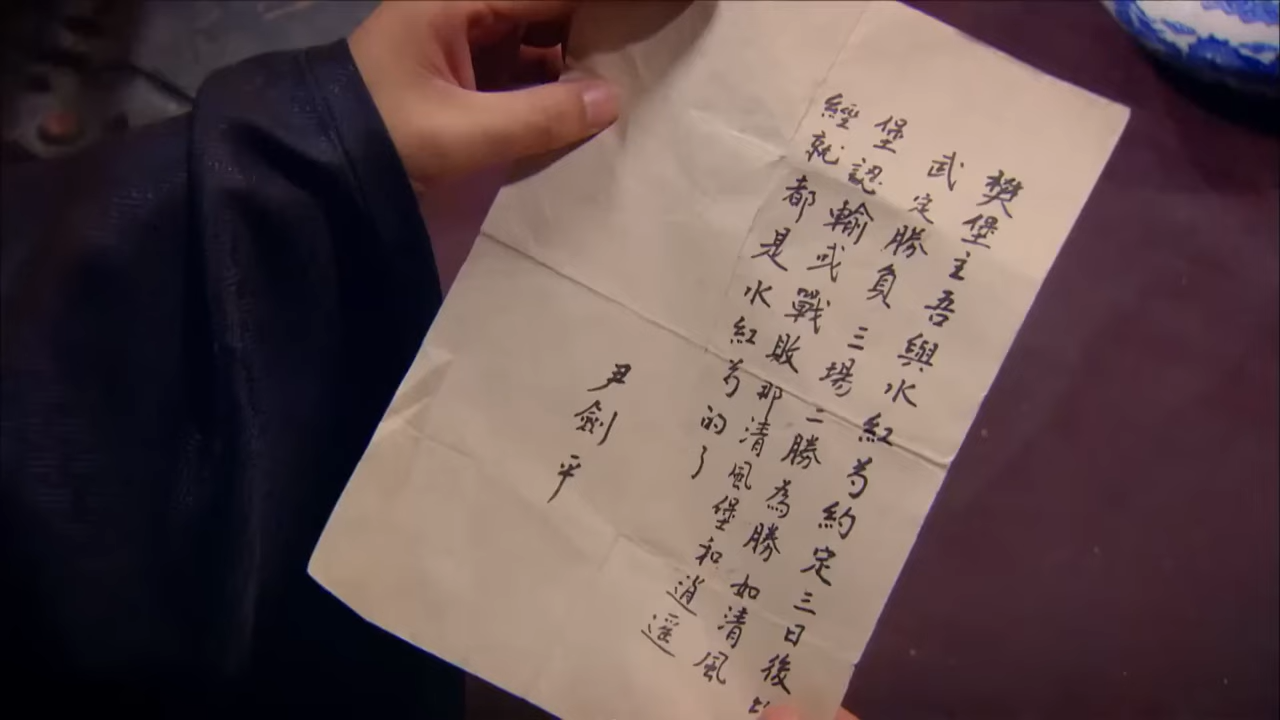 樊堡主吾與水紅芍約定三日後
武定勝負三場二勝為勝如清風
堡認輸或戰敗那清風堡和逍遙
經就都是水紅芍的了
尹劍平